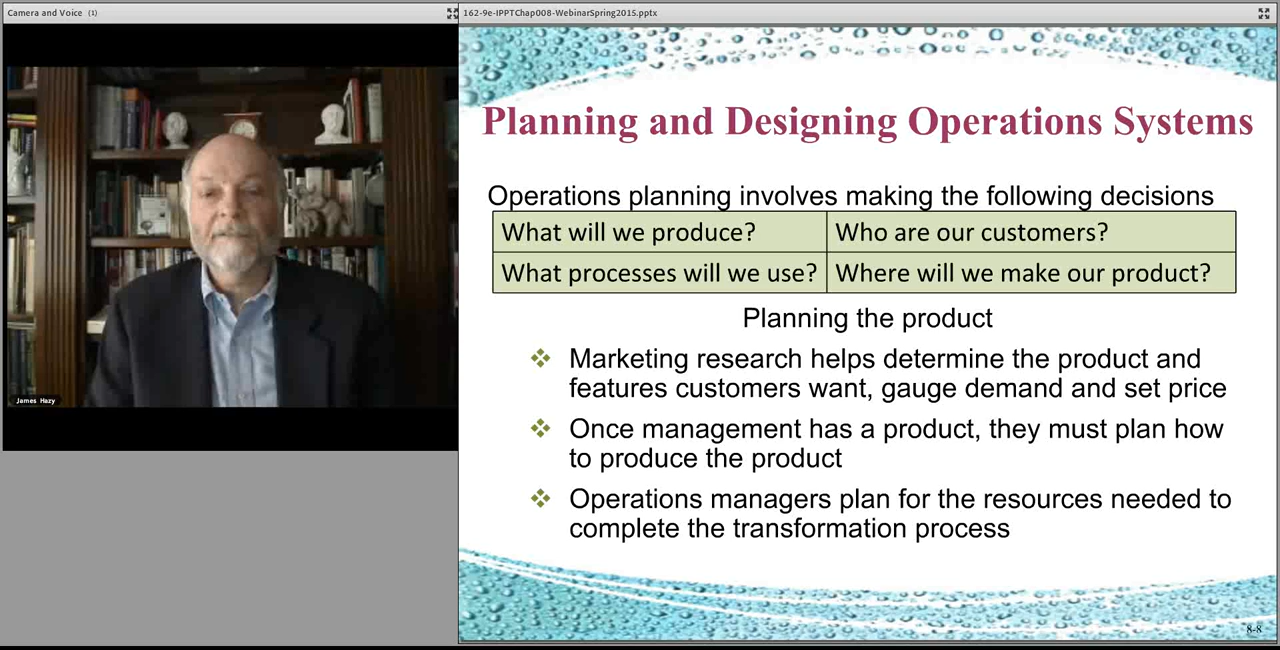 Camera and Voice (1)
162-9e-IPPTChap008-WebinarSpring2015.pptx
James Hazy
Planning and Designing Operations Systems
Operations planning involves making the following decisions
What will we produce? Who are our customers?
What processes will we use? Where will we make our product?
Planning the product
Marketing research helps determine the product and
features customers want, gauge demand and set price
Once management has a product, they must plan how
to produce the product
Operations managers plan for the resources needed to
complete the transformation process
8-8